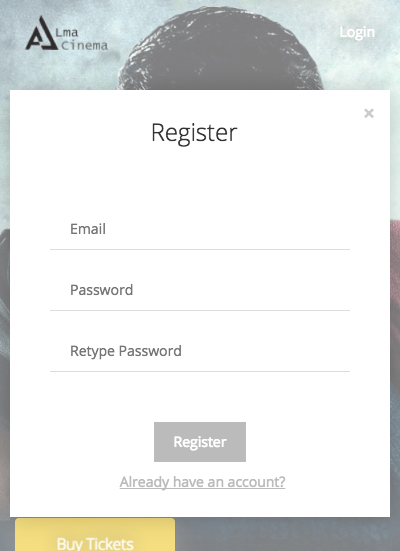 Lma
Cinema
Login
×
Register
Email
Password
Retype Password
Register
Already have an account?
Buy Tickets